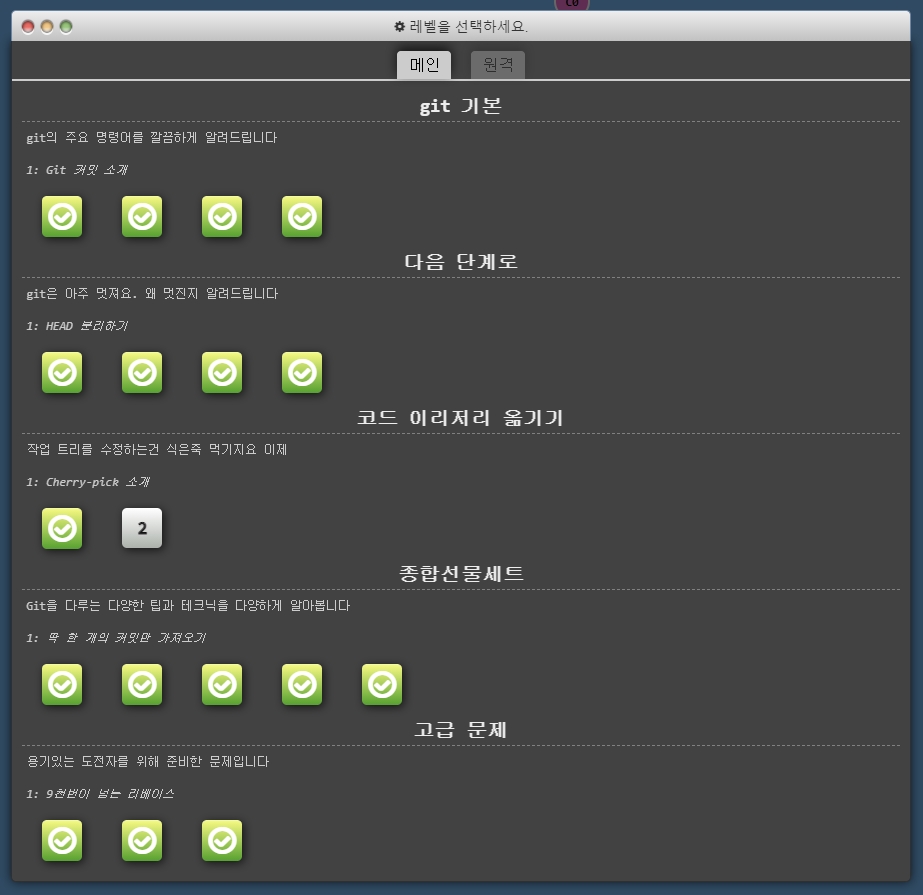 C0
레벨을 선택하세요.
메인 원격
git 기본
git의 주요 명령어를 깔끔하게 알려드립니다
1: Git 커밋 소개
다음 단계로
git은 아주 멋져요. 왜 멋진지 알려드립니다
1: HEAD 분리하기
코드 이리저리 옮기기
작업 트리를 수정하는건 식은죽 먹기지요 이제
1: Cherry-pick 소개
2
종합선물세트
Git을 다루는 다양한 팁과 테크닉을 다양하게 알아봅니다
1: 딱 한 개의 커밋만 가져오기
고급 문제
용기있는 도전자를 위해 준비한 문제입니다
1: 9천번이 넘는 리베이스